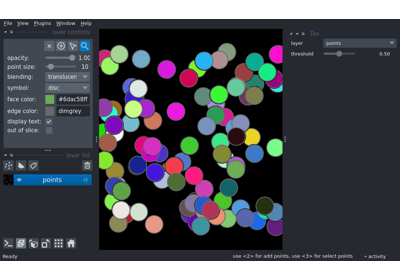 File View Plugins Window Help
layer controls
opacity: 1.00
point size: 10
blending: translucen
symbol: disc
face color: #6dac58ff
edge color: dimgrey
display text:
out of slice:
layer list
points
layer points
threshold 0.50
Ready
use <2> for add points, use <3> for select points
activity